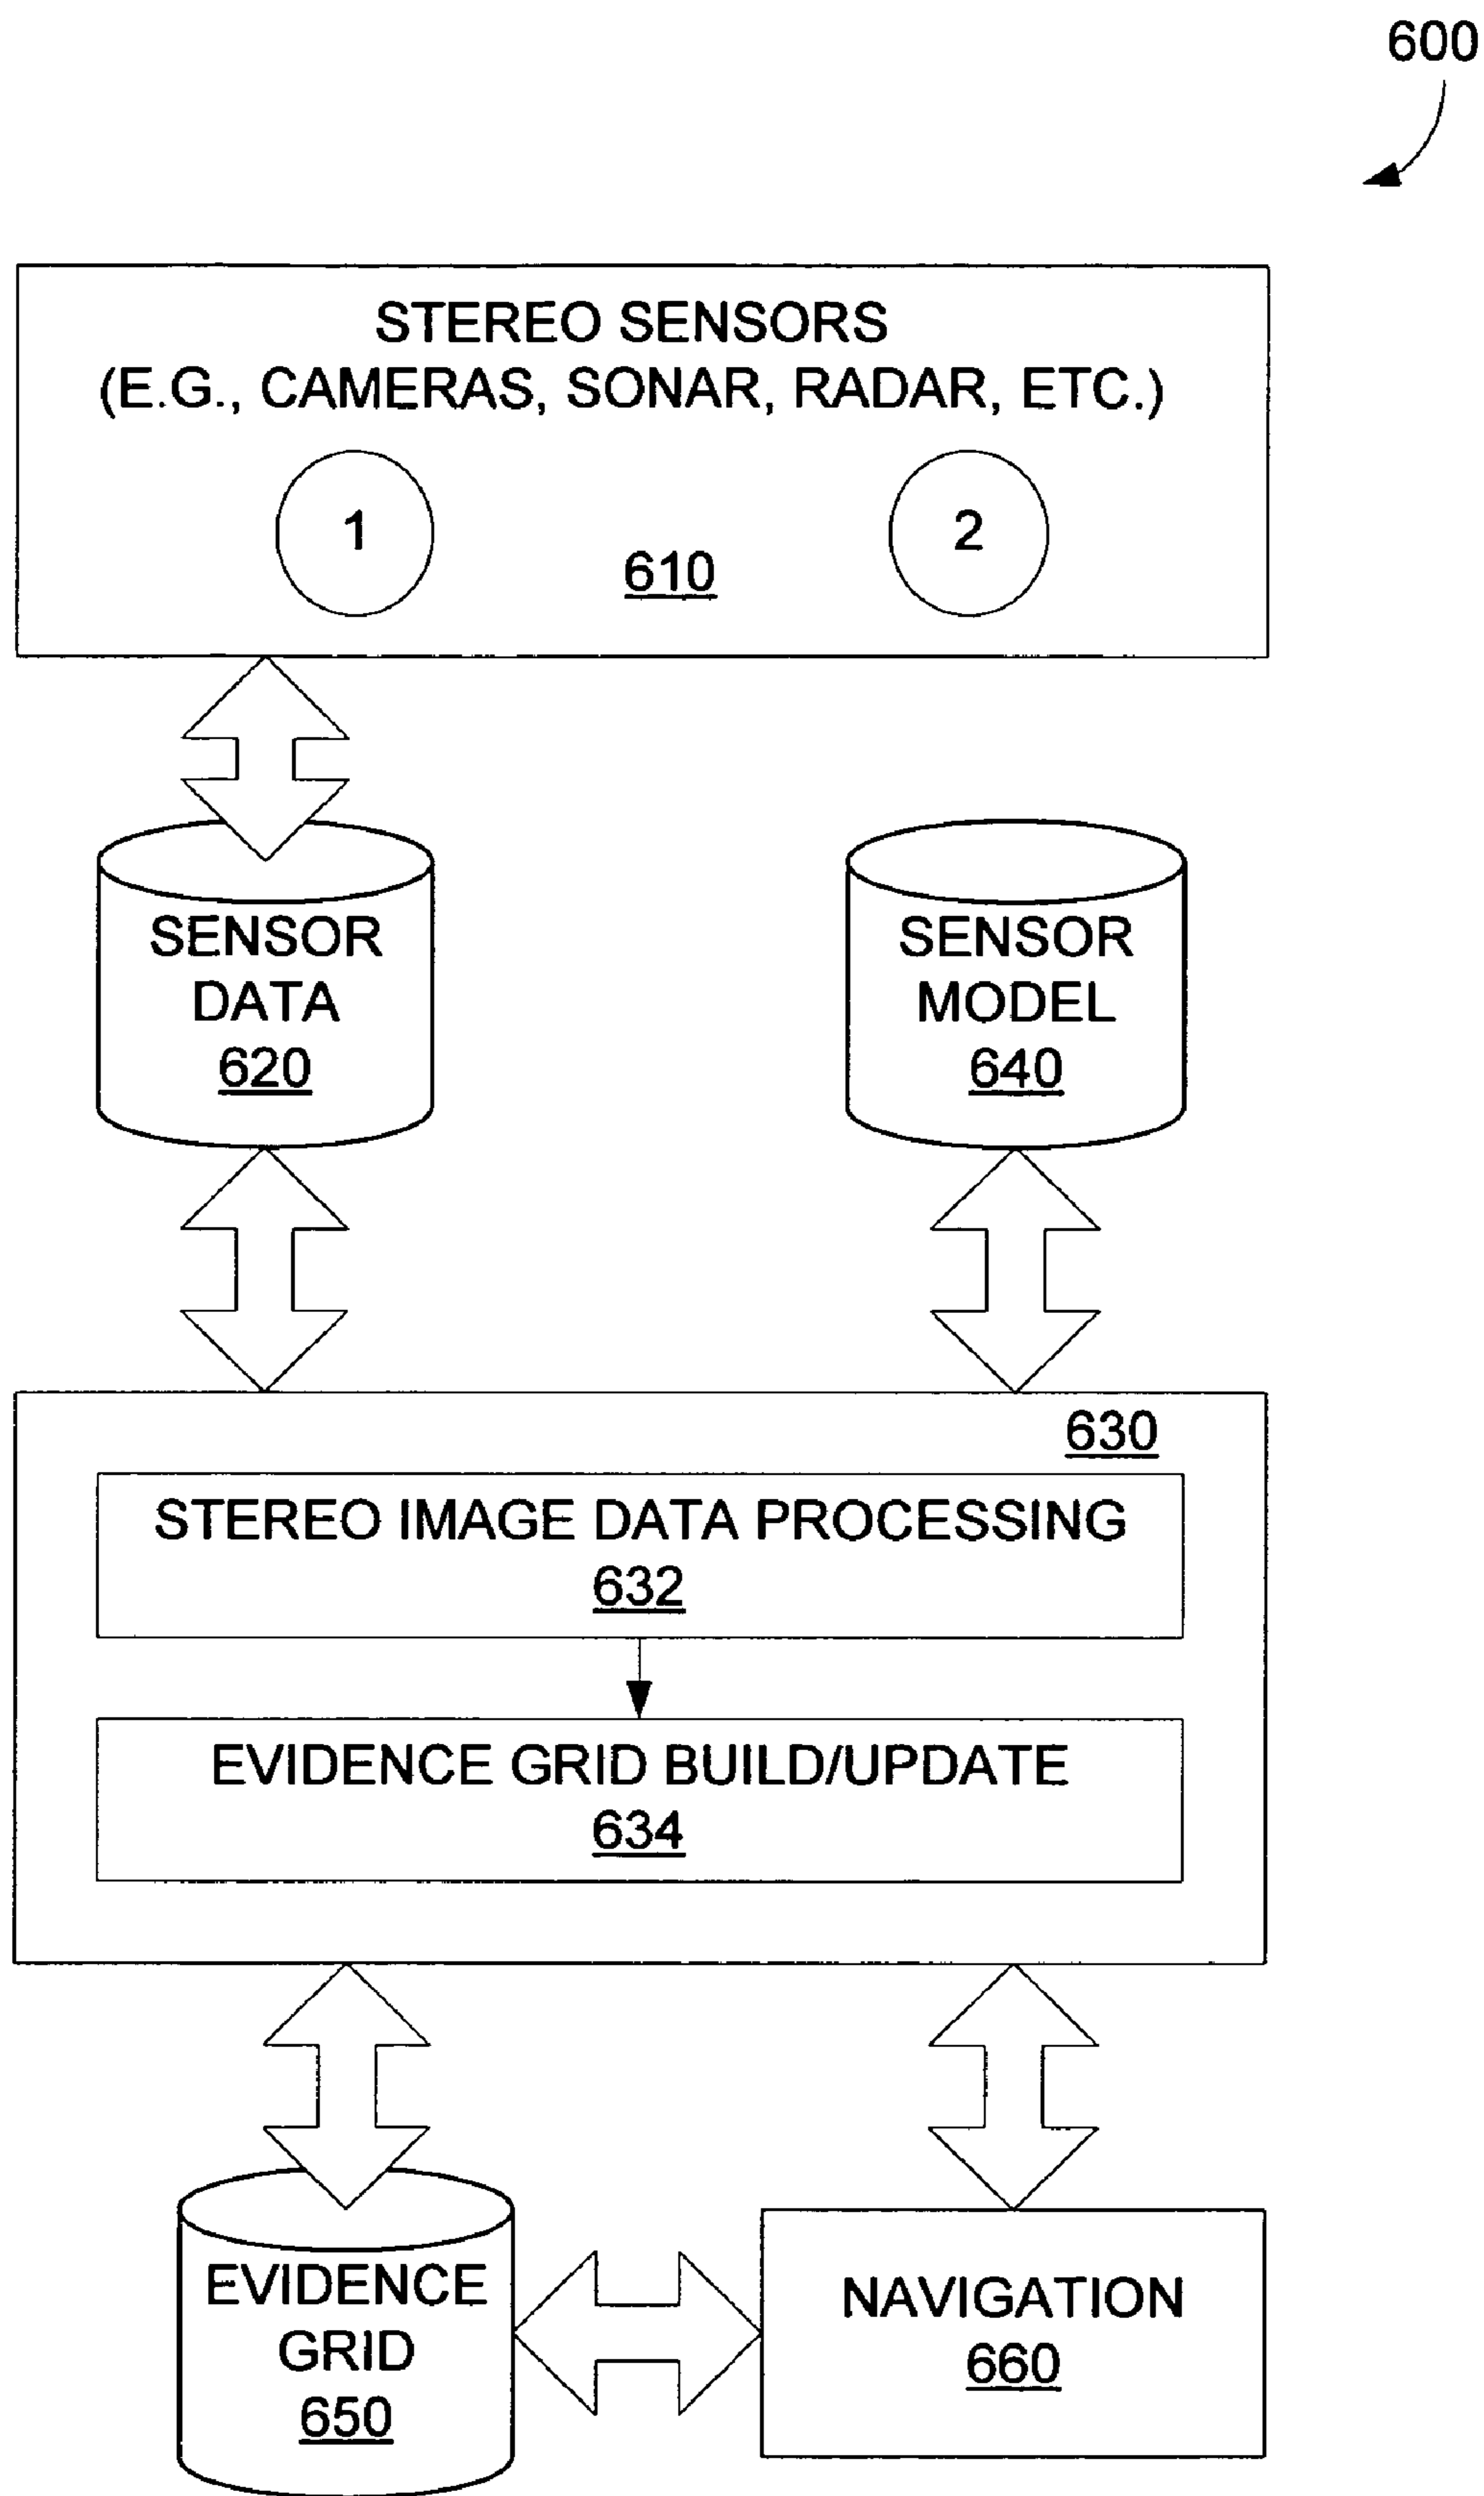 600
STEREO SENSORS
(E.G., CAMERAS, SONAR, RADAR, ETC.)
1
2
610
SENSOR
DATA
620
SENSOR
MODEL
640
630
STEREO IMAGE DATA PROCESSING
632
EVIDENCE GRID BUILD/UPDATE
634
EVIDENCE
GRID
650
NAVIGATION
660